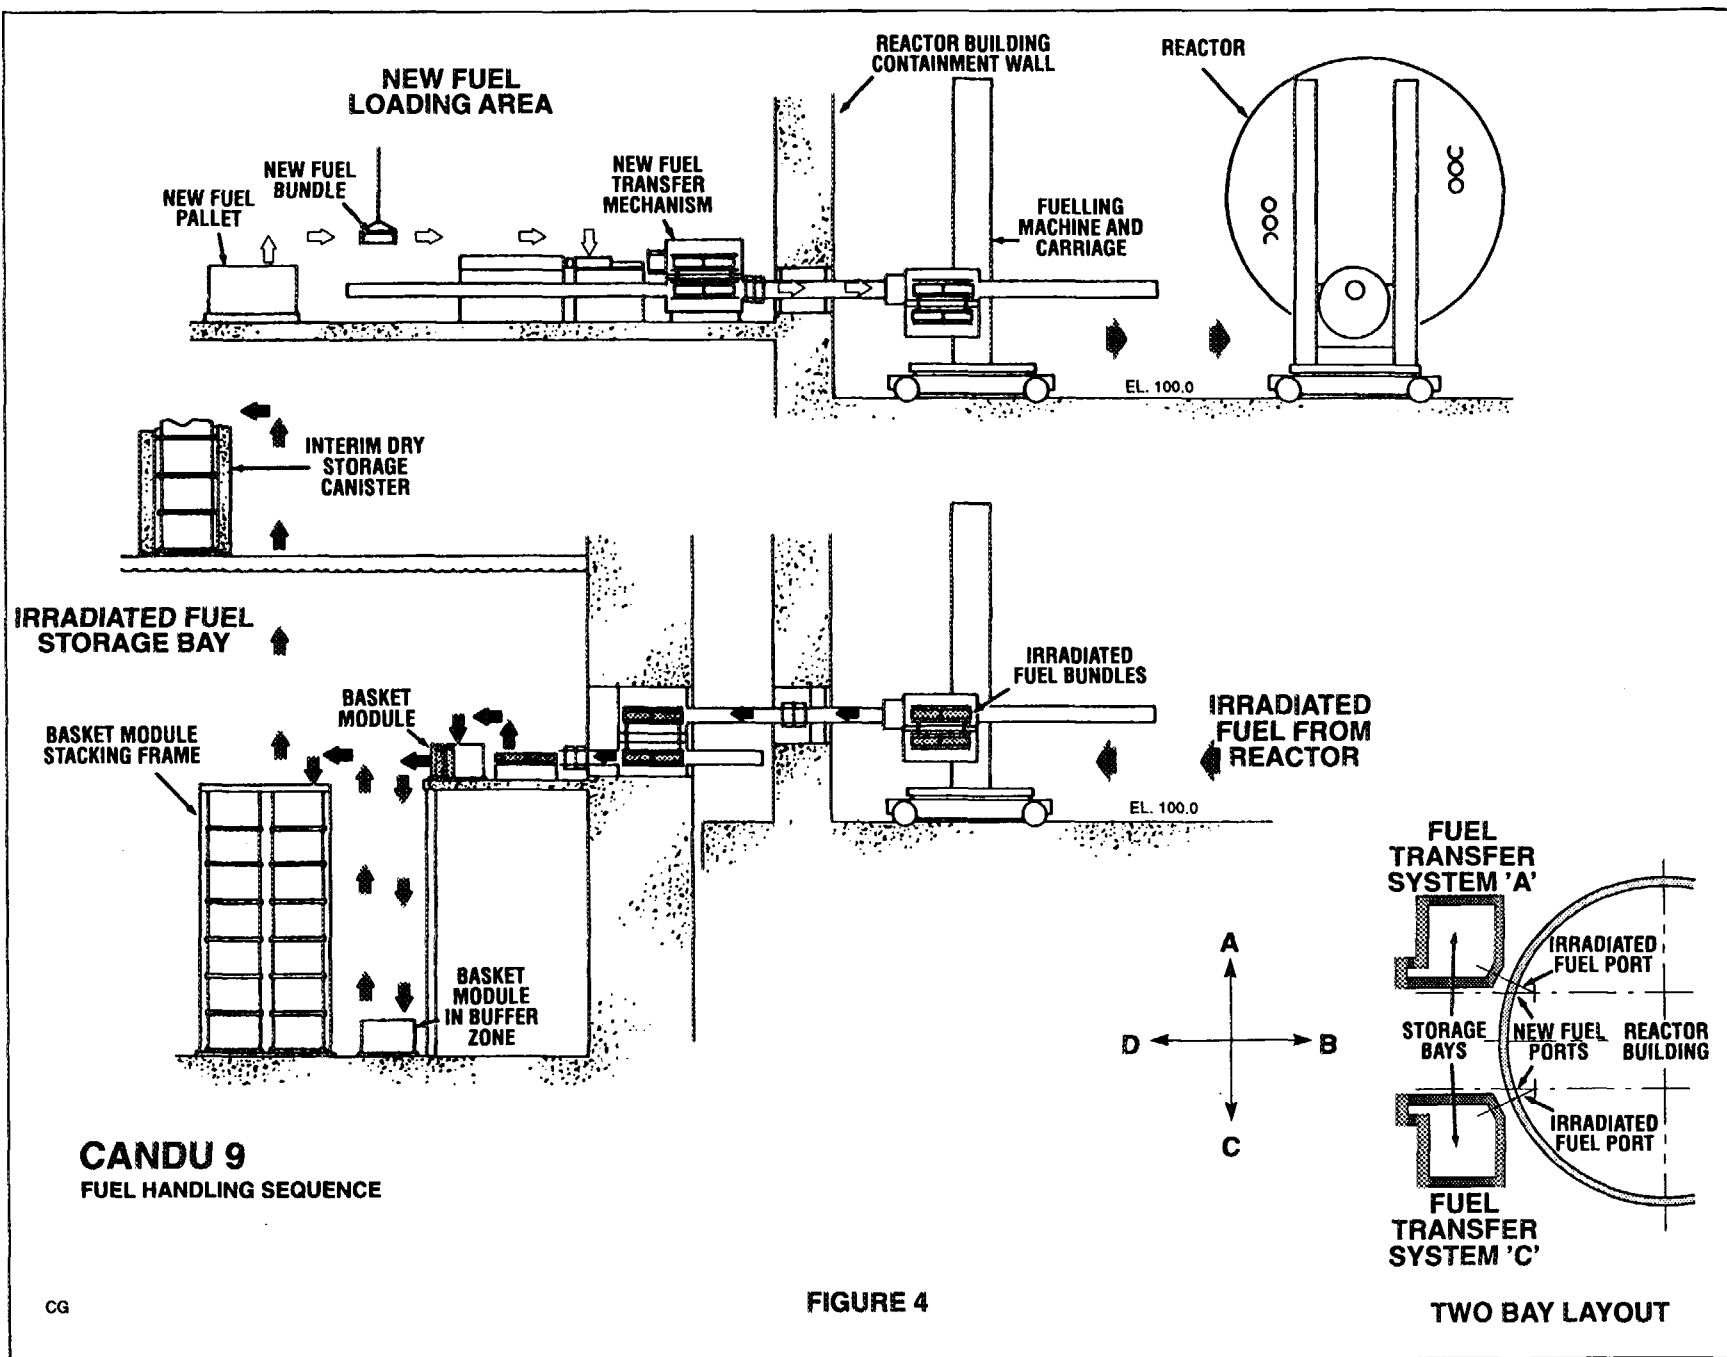 NEW FUEL
LOADING AREA
REACTOR BUILDING
CONTAINMENT WALL
REACTOR
NEW FUEL
PALLET
NEW FUEL
BUNDLE
NEW FUEL
TRANSFER
MECHANISM
FUELLING
MACHINE AND
CARRIAGE
EL. 100.0
INTERIM DRY
STORAGE
CANISTER
IRRADIATED FUEL
STORAGE BAY
BASKET MODULE
STACKING FRAME
BASKET
MODULE
IRRADIATED
FUEL BUNDLES
IRRADIATED
FUEL FROM
REACTOR
EL. 100.0
BASKET
MODULE
IN BUFFER
ZONE
A
D
B
C
FUEL
TRANSFER
SYSTEM 'A'
IRRADIATED
FUEL PORT
STORAGE
BAYS
NEW FUEL
PORTS
REACTOR
BUILDING
IRRADIATED
FUEL PORT
FUEL
TRANSFER
SYSTEM 'C'
CANDU 9
FUEL HANDLING SEQUENCE
CG
FIGURE 4
TWO BAY LAYOUT